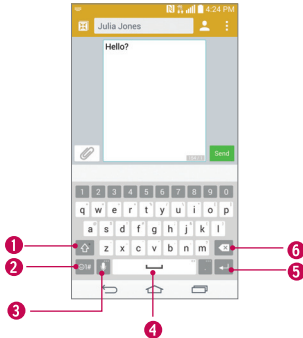 4:24 PM
Julia Jones
Hello?
Send
1 2 3 4 5 6 7 8 9 0
q w e r t y u i o p
a s d f g h j k l
1 z x c v b n m 6
2 @!# . 5
3
4